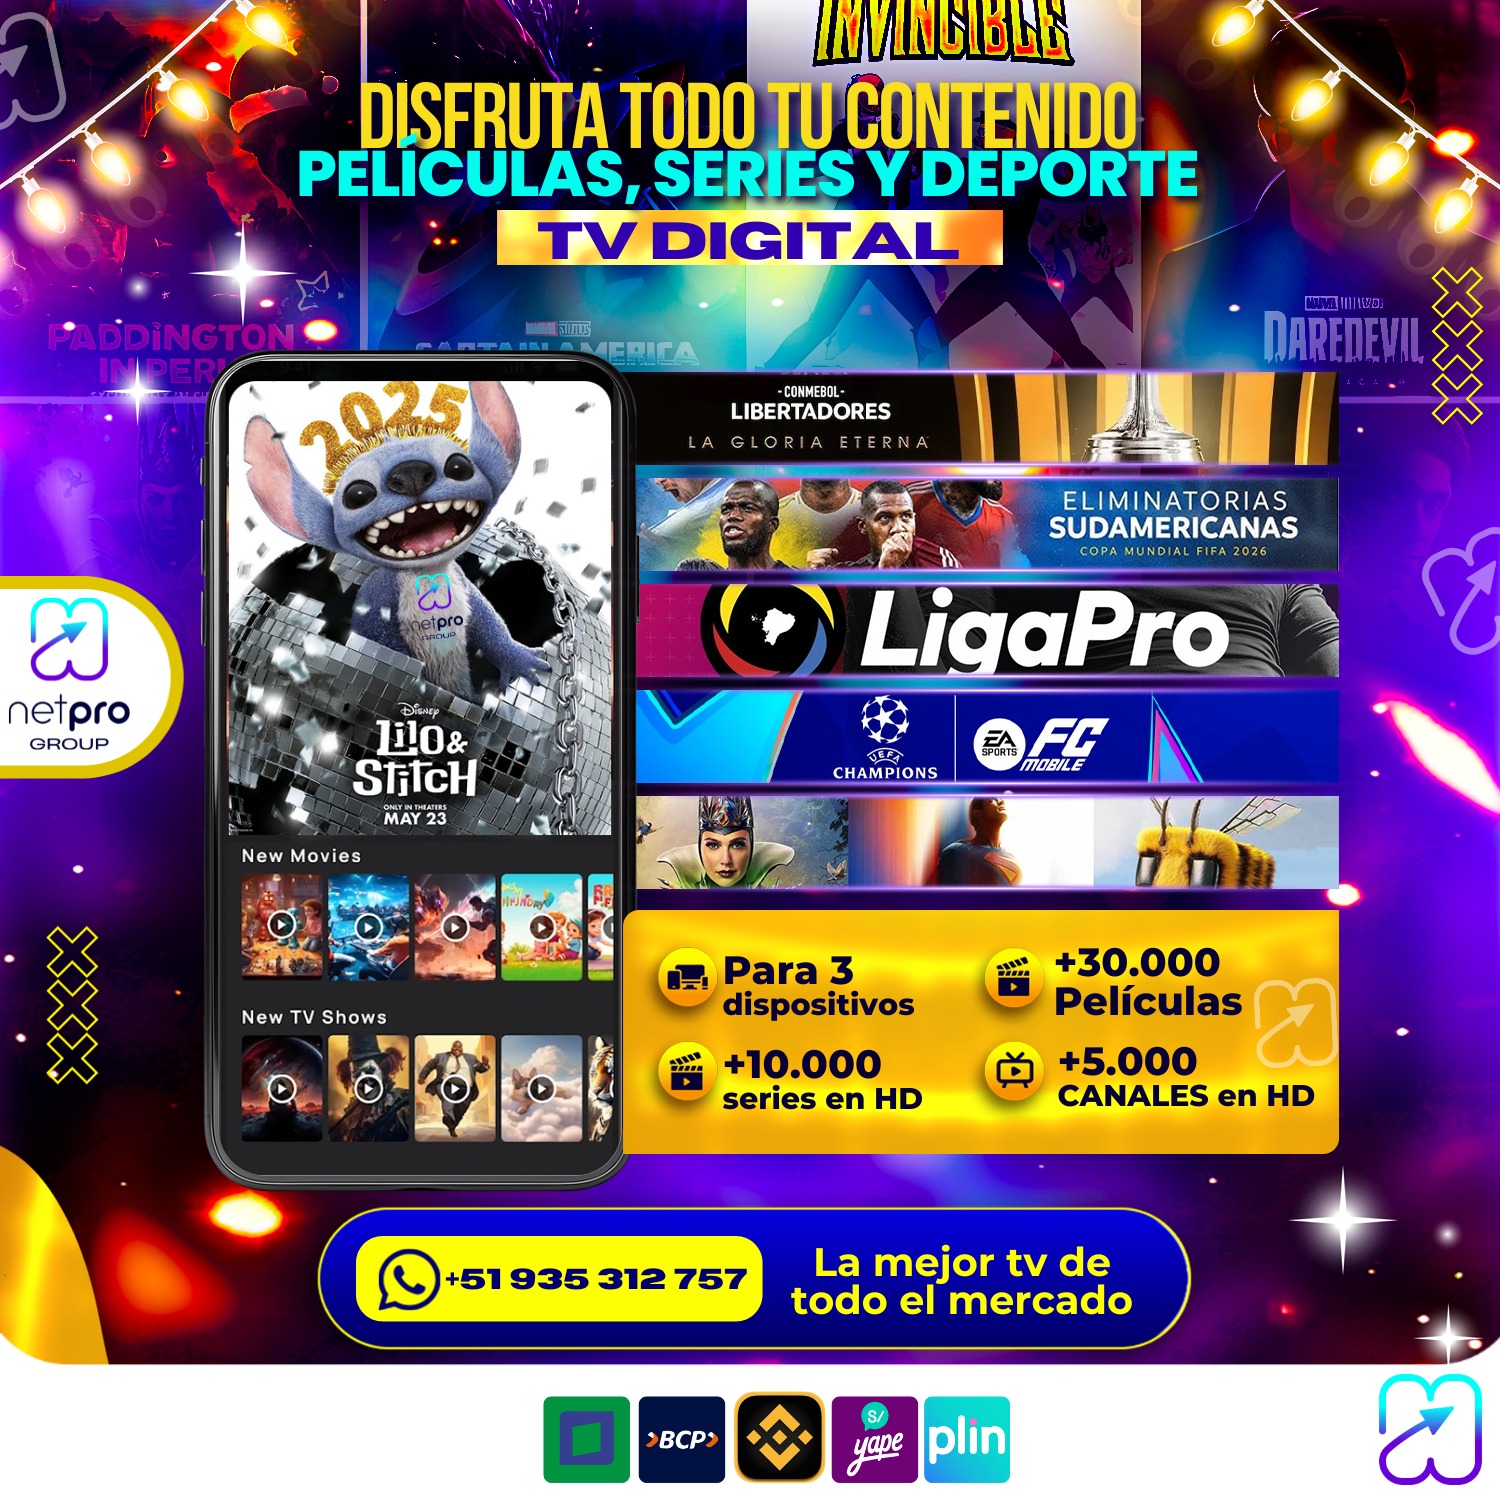 INVINCIBLE
DISFRUTA TODO TU CONTENIDO
PELÍCULAS, SERIES Y DEPORTE
TV DIGITAL
PADDINGTON
IN PERU
MARVEL STUDIOS
CAPTAIN AMERICA
MARVEL
DAREDEVIL
2025
netpro
GROUP
DISNEY
LILO &
STITCH
ONLY IN THEATERS
MAY 23
New Movies
New TV Shows
-CONMEBOL-
LIBERTADORES
LA GLORIA ETERNA
ELIMINATORIAS
SUDAMERICANAS
COPA MUNDIAL FIFA 2026
LigaPro
UEFA
CHAMPIONS
EA
SPORTS
FC
MOBILE
netpro
GROUP
Para 3
dispositivos
+30.000
Películas
+10.000
series en HD
+5.000
CANALES en HD
+51 935 312 757
La mejor tv de
todo el mercado
BCP
S/
yape
plin